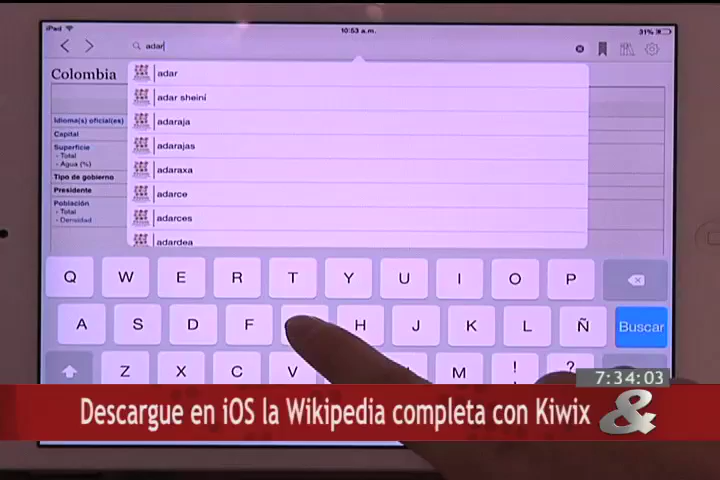 iPad
10:53 a.m.
31%
adar
Colombia
adar
adar sheini
adaraja
adarajas
adaraxa
adarce
adarces
adardea
Idioma(s) oficial(es)
Capital
Superficie
- Total
- Agua (%)
Tipo de gobierno
Presidente
Población
- Total
- Densidad
Q W E R T Y U I O P
A S D F H J K L Ñ Buscar
Z X C V M ! ?
7:34:03
Descargue en iOS la Wikipedia completa con Kiwix &